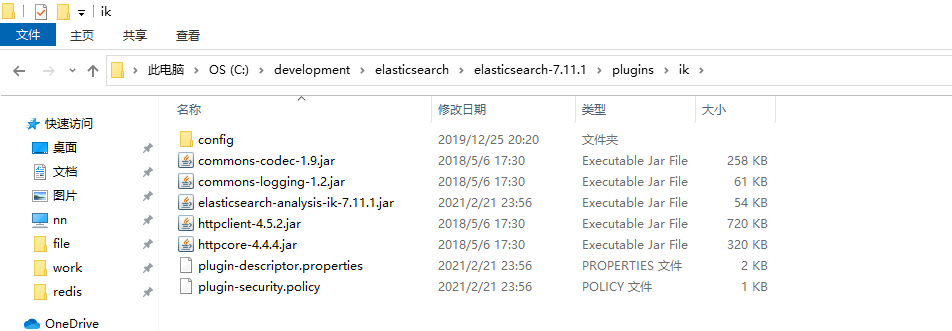 ik
文件 主页 共享 查看
此电脑 OS (C:) development elasticsearch elasticsearch-7.11.1 plugins ik
名称 修改日期 类型 大小
快速访问
桌面
文档
图片
nn
file
work
redis
OneDrive
config 2019/12/25 20:20 文件夹
commons-codec-1.9.jar 2018/5/6 17:30 Executable Jar File 258 KB
commons-logging-1.2.jar 2018/5/6 17:30 Executable Jar File 61 KB
elasticsearch-analysis-ik-7.11.1.jar 2021/2/21 23:56 Executable Jar File 54 KB
httpclient-4.5.2.jar 2018/5/6 17:30 Executable Jar File 720 KB
httpcore-4.4.4.jar 2018/5/6 17:30 Executable Jar File 320 KB
plugin-descriptor.properties 2021/2/21 23:56 PROPERTIES 文件 2 KB
plugin-security.policy 2021/2/21 23:56 POLICY 文件 1 KB